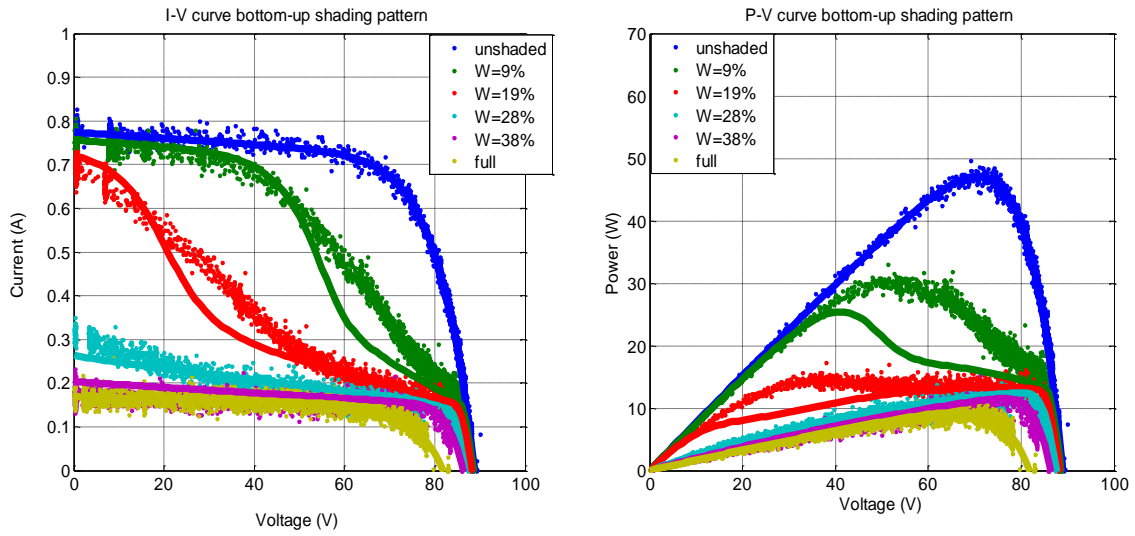 I-V curve bottom-up shading pattern
1
0.9
0.8
0.7
0.6
0.5
0.4
0.3
0.2
0.1
0
0
20
40
60
80
100
Current (A)
Voltage (V)
unshaded
W=9%
W=19%
W=28%
W=38%
full
P-V curve bottom-up shading pattern
70
60
50
40
30
20
10
0
0
20
40
60
80
100
Power (W)
Voltage (V)
unshaded
W=9%
W=19%
W=28%
W=38%
full